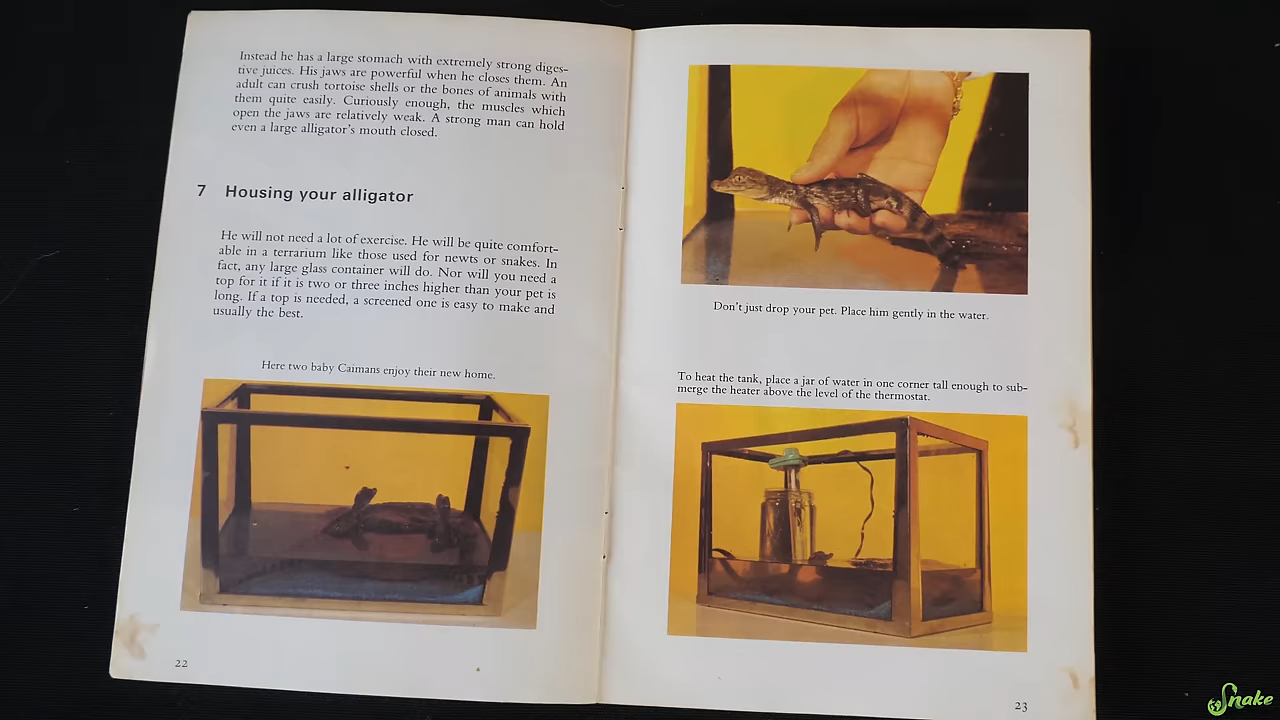 Instead he has a large stomach with extremely strong diges-
tive juices. His jaws are powerful when he closes them. An
adult can crush tortoise shells or the bones of animals with
them quite easily. Curiously enough, the muscles which
open the jaws are relatively weak. A strong man can hold
even a large alligator's mouth closed.
7 Housing your alligator
He will not need a lot of exercise. He will be quite comfort-
able in a terrarium like those used for newts or snakes. In
fact, any large glass container will do. Nor will you need a
top for it if it is two or three inches higher than your pet is
long. If a top is needed, a screened one is easy to make and
usually the best.
Here two baby Caimans enjoy their new home.
22
Don't just drop your pet. Place him gently in the water.
To heat the tank, place a jar of water in one corner tall enough to sub-
merge the heater above the level of the thermostat.
23
Snake